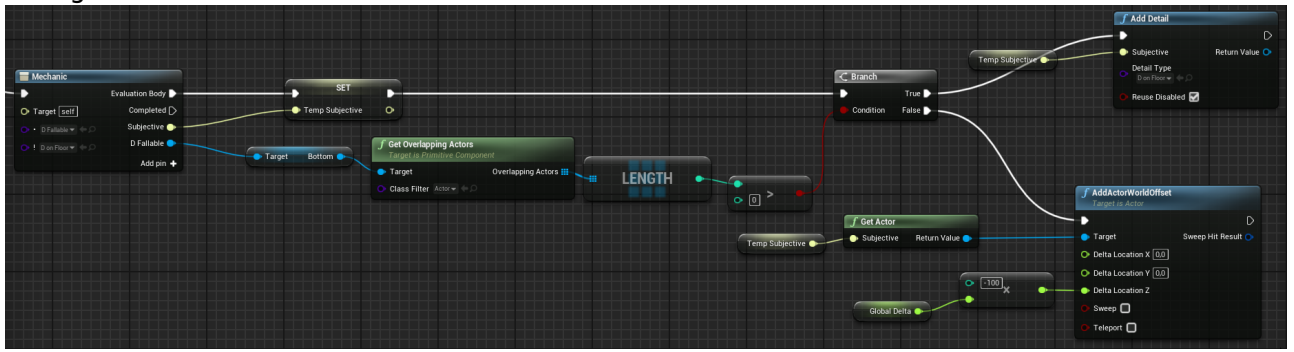 Mechanic
Evaluation Body
Target self
Completed
Subjective
- D Fallable
D Fallable
! D on Floor
Add pin +
SET
Temp Subjective
Target Bottom
Get Overlapping Actors
Target is Primitive Component
Target
Overlapping Actors
Class Filter Actor
LENGTH
0 >
Branch
True
Condition
False
Temp Subjective
Add Detail
Subjective
Return Value
Detail Type
D on Floor
Reuse Disabled
Temp Subjective
Get Actor
Subjective
Return Value
Global Delta
-100 ×
AddActorWorldOffset
Target is Actor
Target
Sweep Hit Result
Delta Location X 0,0
Delta Location Y 0,0
Delta Location Z
Sweep
Teleport